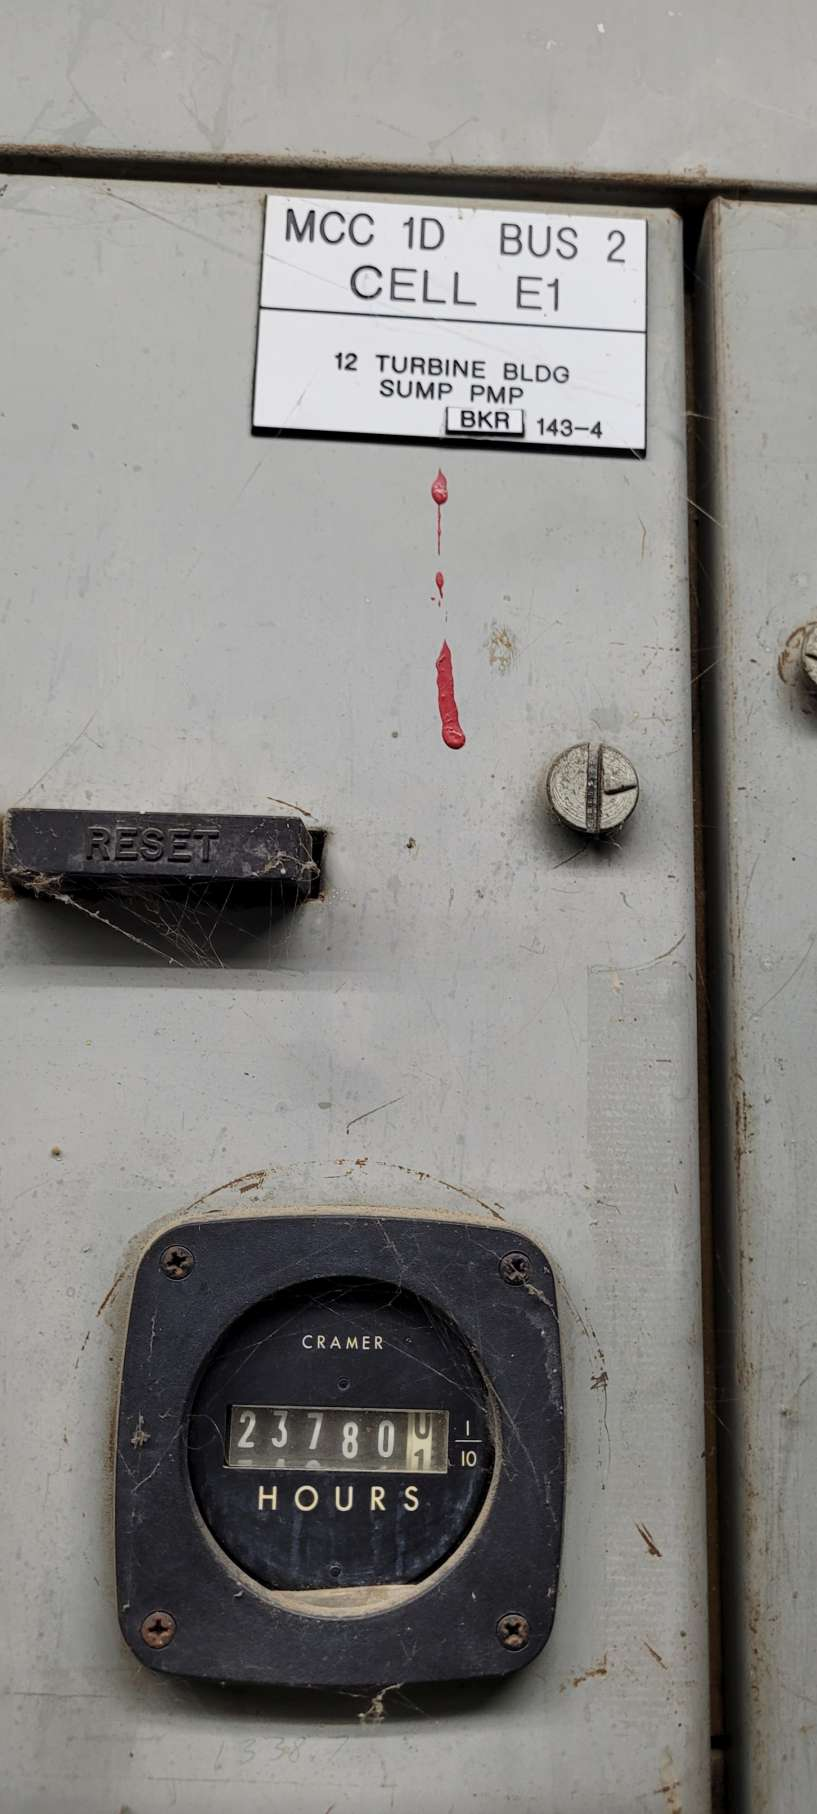 MCC 1D BUS 2
CELL E1
12 TURBINE BLDG
SUMP PMP
BKR 143-4
RESET
CRAMER
23780 1/10
HOURS